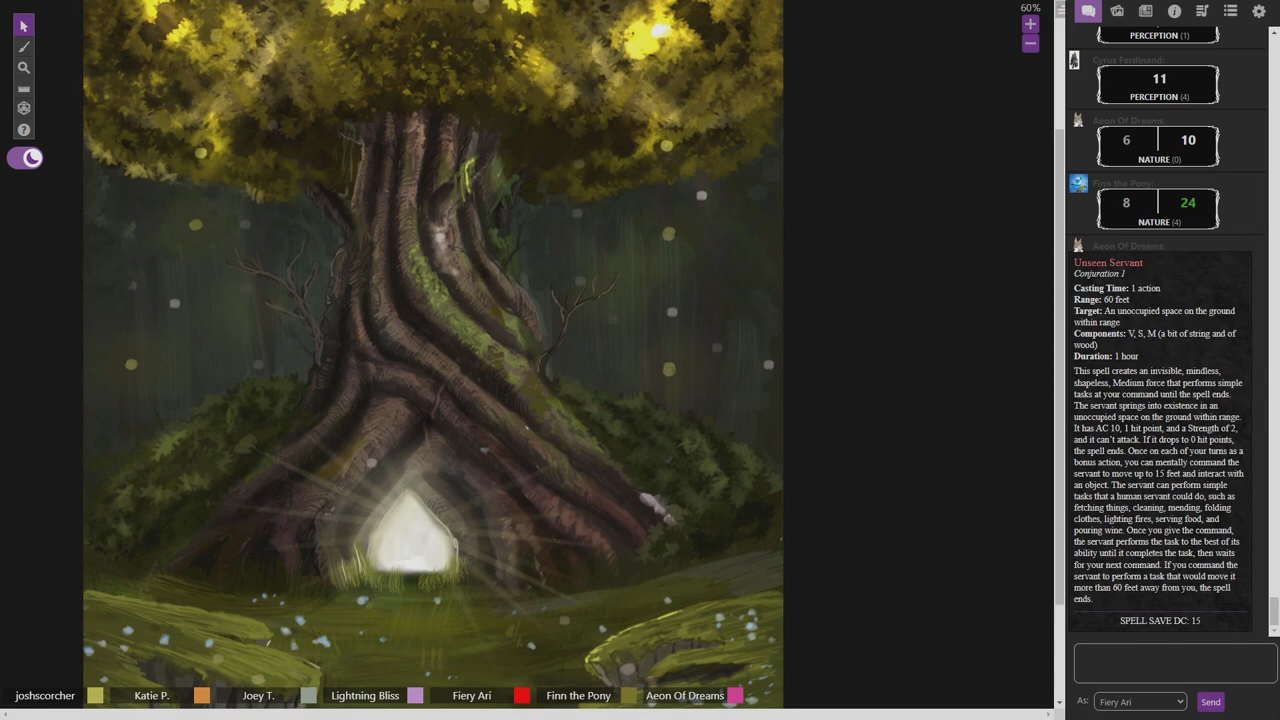 60%
PERCEPTION (1)
Cyrus Ferdinand:
11
PERCEPTION (4)
Aeon Of Dreams:
6 10
NATURE (0)
Finn the Pony:
8 24
NATURE (4)
Aeon Of Dreams:
Unseen Servant
Conjuration 1
Casting Time: 1 action
Range: 60 feet
Target: An unoccupied space on the ground
within range
Components: V, S, M (a bit of string and of
wood)
Duration: 1 hour
This spell creates an invisible, mindless,
shapeless, Medium force that performs simple
tasks at your command until the spell ends.
The servant springs into existence in an
unoccupied space on the ground within range.
It has AC 10, 1 hit point, and a Strength of 2,
and it can't attack. If it drops to 0 hit points,
the spell ends. Once on each of your turns as a
bonus action, you can mentally command the
servant to move up to 15 feet and interact with
an object. The servant can perform simple
tasks that a human servant could do, such as
fetching things, cleaning, mending, folding
clothes, lighting fires, serving food, and
pouring wine. Once you give the command,
the servant performs the task to the best of its
ability until it completes the task, then waits
for your next command. If you command the
servant to perform a task that would move it
more than 60 feet away from you, the spell
ends.
SPELL SAVE DC: 15
As: Fiery Ari Send
joshscorcher Katie P. Joey T. Lightning Bliss Fiery Ari Finn the Pony Aeon Of Dreams